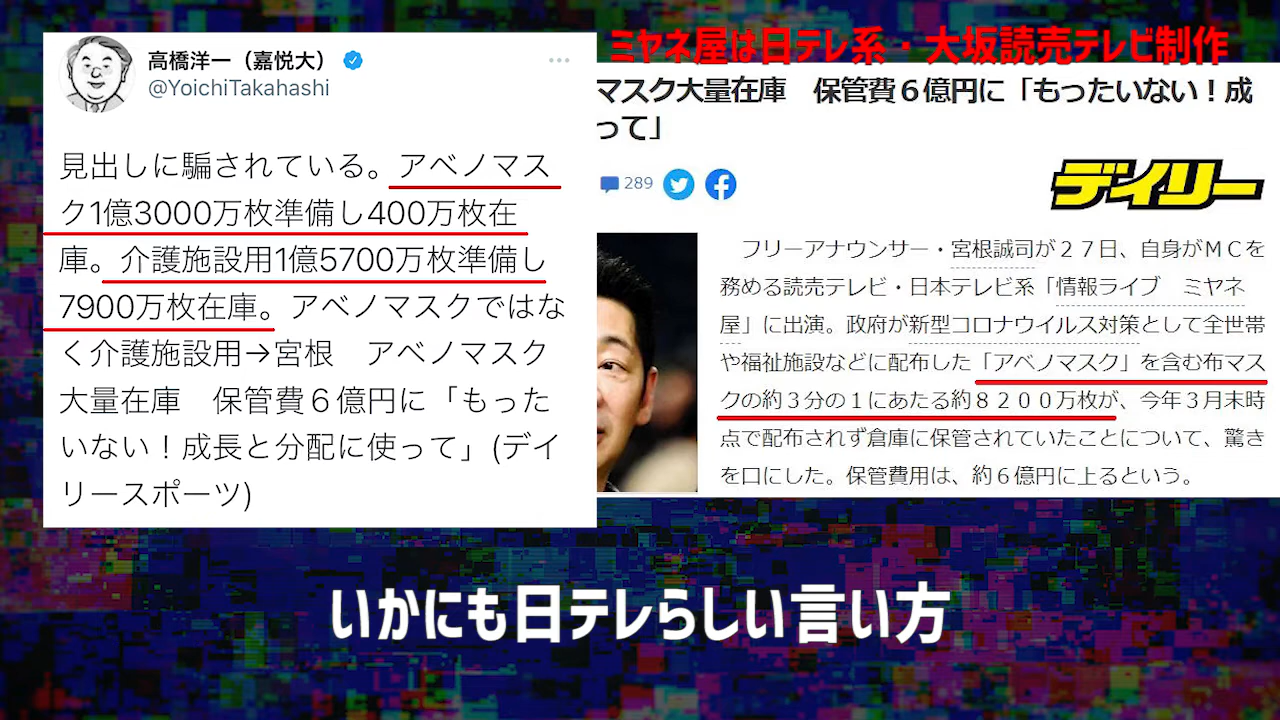 高橋洋一（嘉悦大）
@YoichiTakahashi
見出しに騙されている。アベノマス
ク1億3000万枚準備し400万枚在
庫。介護施設用1億5700万枚準備し
7900万枚在庫。アベノマスクではな
く介護施設用→宮根　アベノマスク
大量在庫　保管費６億円に「もった
いない！成長と分配に使って」(デイ
リースポーツ)
ミヤネ屋は日テレ系・大坂読売テレビ制作
マスク大量在庫　保管費６億円に「もったいない！成
って」
289
デイリー
フリーアナウンサー・宮根誠司が２７日、自身がＭＣを
務める読売テレビ・日本テレビ系「情報ライブ　ミヤネ
屋」に出演。政府が新型コロナウイルス対策として全世帯
や福祉施設などに配布した「アベノマスク」を含む布マス
クの約３分の１にあたる約８２００万枚が、今年３月末時
点で配布されず倉庫に保管されていたことについて、驚き
を口にした。保管費用は、約６億円に上るという。
いかにも日テレらしい言い方